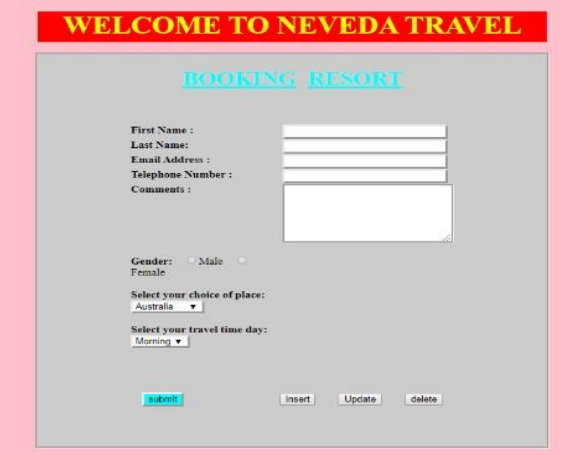 WELCOME TO NEVEDA TRAVEL
BOOKING RESORT
First Name :
Last Name:
Email Address :
Telephone Number :
Comments :
Gender: Male
Female
Select your choice of place:
Australia
Select your travel time day:
Morning
submit Insert Update delete